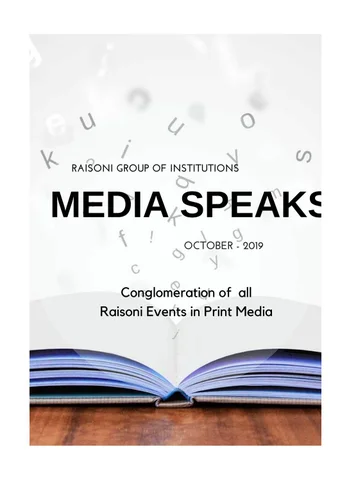 RAISONI GROUP OF INSTITUTIONS
MEDIA SPEAKS
OCTOBER - 2019
Conglomeration of all
Raisoni Events in Print Media